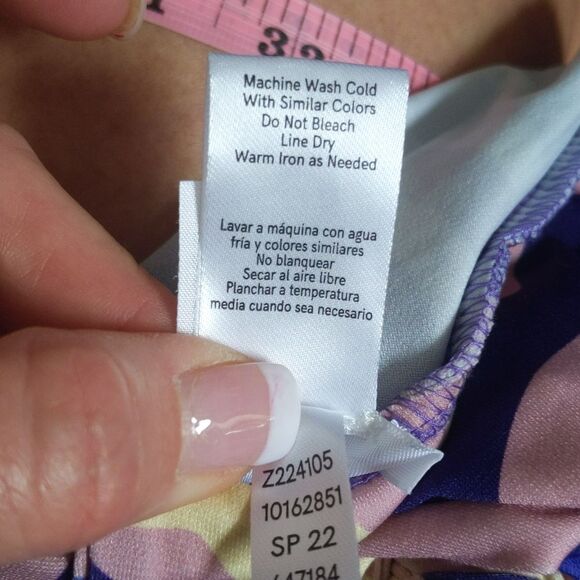 33
Machine Wash Cold
With Similar Colors
Do Not Bleach
Line Dry
Warm Iron as Needed
Lavar a máquina con agua
fría y colores similares
No blanquear
Secar al aire libre
Planchar a temperatura
media cuando sea necesario
Z224105
10162851
SP 22
647184